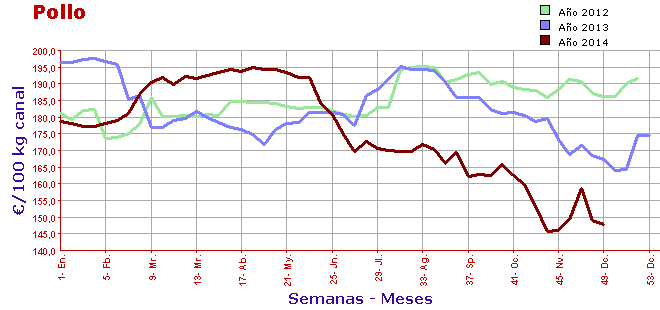 Pollo
Año 2012
Año 2013
Año 2014
€/100 kg canal
200,0
195,0
190,0
185,0
180,0
175,0
170,0
165,0
160,0
155,0
150,0
145,0
140,0
1- En.
5- Fb.
9- Mr.
13- Mr.
17- Ab.
21- My.
25- Jn.
29- Jl.
33- Ag.
37- Sp.
41- Oc.
45- Nv.
49- Dc.
53- Dc.
Semanas - Meses